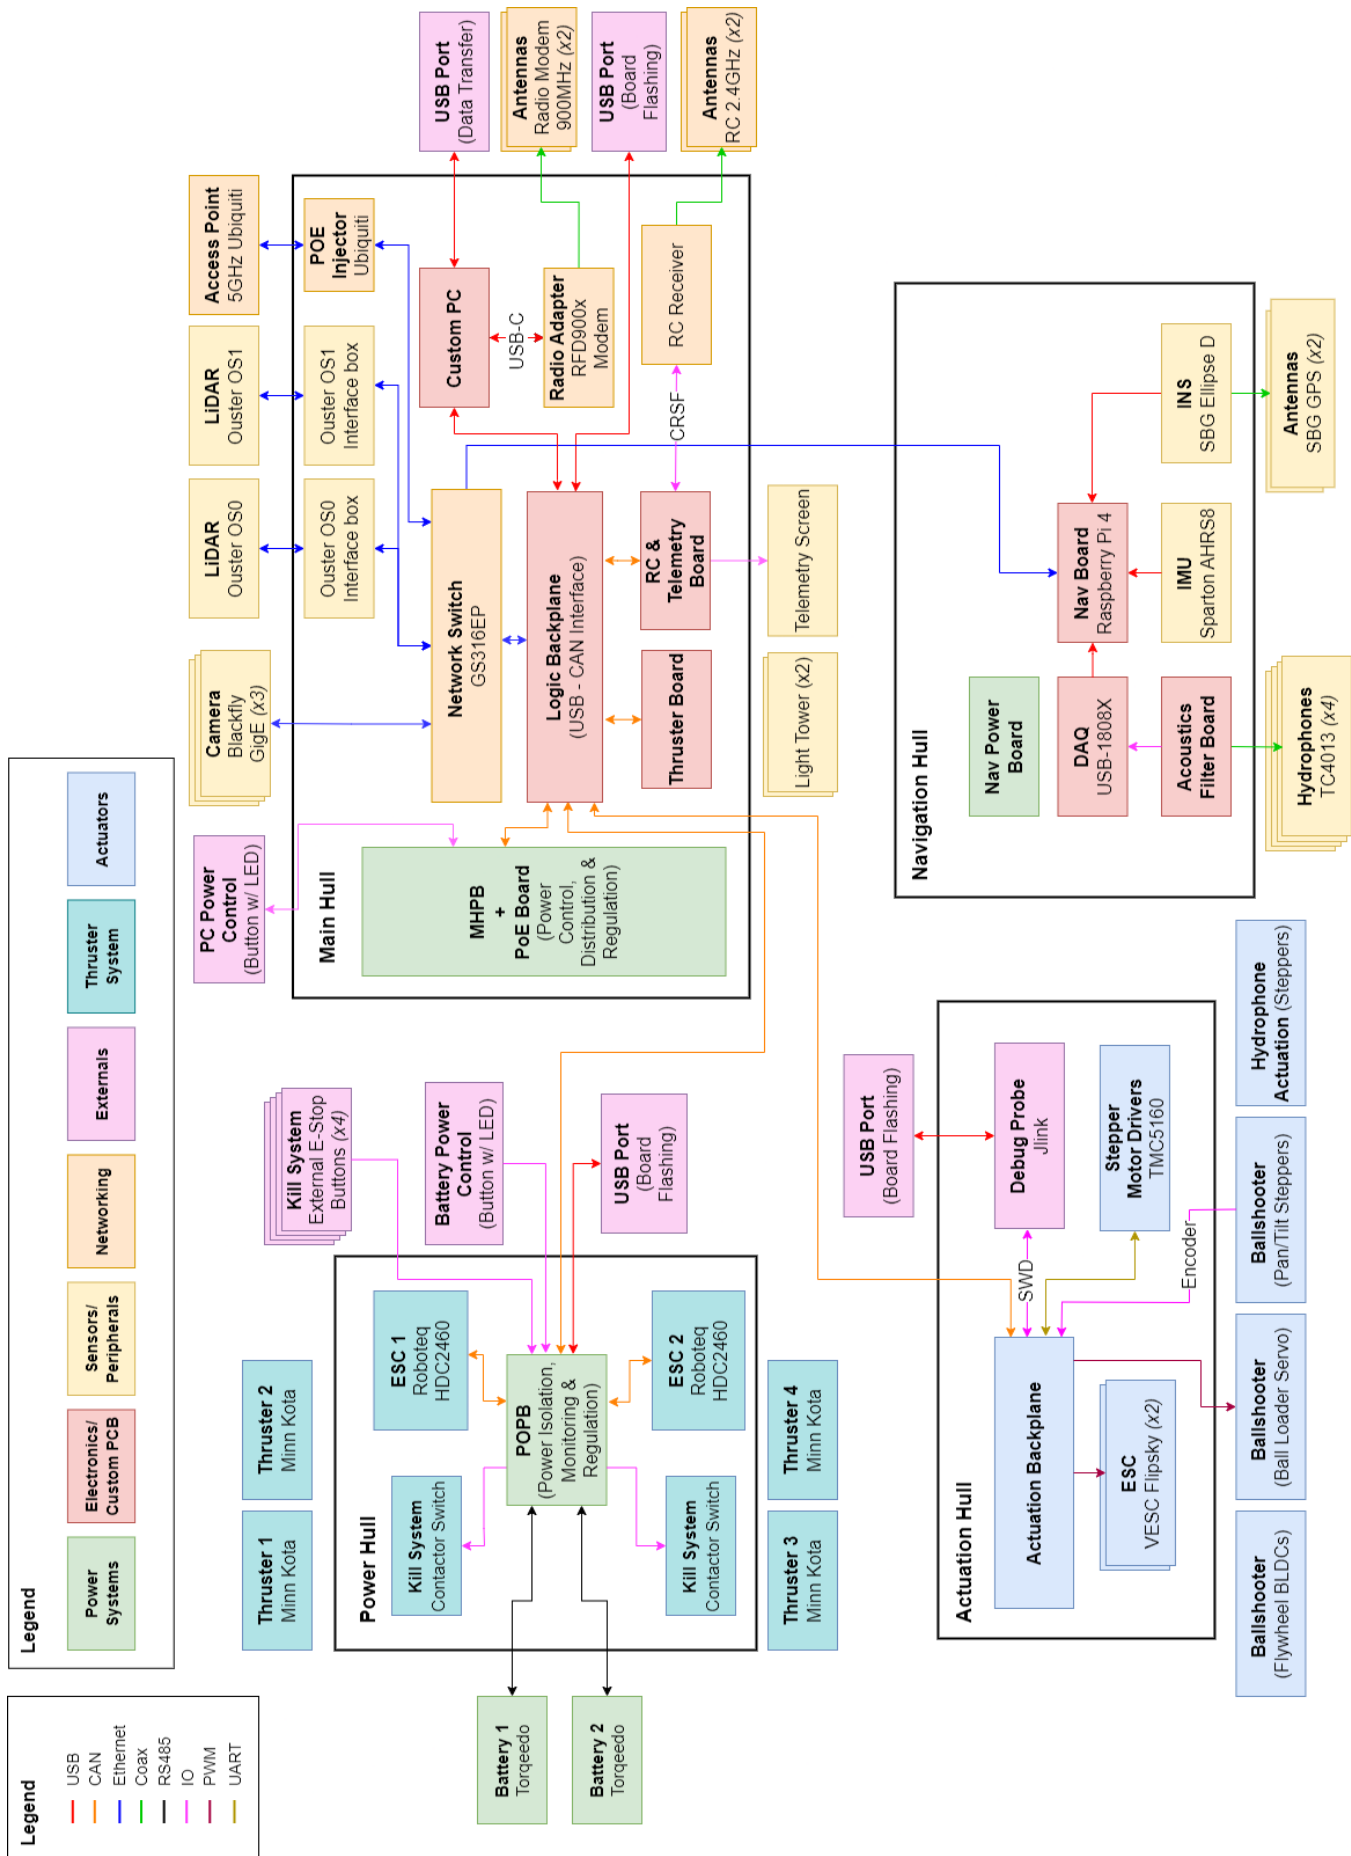 Legend
USB
CAN
Ethernet
Coax
RS485
IO
PWM
UART
Legend
Power
Systems
Electronics/
Custom PCB
Sensors/
Peripherals
Networking
Externals
Thruster
System
Actuators
Battery 1
Torqeedo
Battery 2
Torqeedo
Thruster 1
Minn Kota
Thruster 2
Minn Kota
Power Hull
Kill System
Contactor Switch
ESC 1
Roboteq
HDC2460
POPB
(Power Isolation,
Monitoring &
Regulation)
Kill System
Contactor Switch
ESC 2
Roboteq
HDC2460
Thruster 3
Minn Kota
Thruster 4
Minn Kota
Kill System
External E-Stop
Buttons (x4)
Battery Power
Control
(Button w/ LED)
USB Port
(Board
Flashing)
PC Power
Control
(Button w/ LED)
Camera
Blackfly
GigE (x3)
LiDAR
Ouster OS0
LiDAR
Ouster OS1
Access Point
5GHz Ubiquiti
Main Hull
Ouster OS0
Interface box
Ouster OS1
Interface box
POE
Injector
Ubiquiti
MHPB
+
PoE Board
(Power
Control,
Distribution &
Regulation)
Network Switch
GS316EP
Custom PC
USB-C
Logic Backplane
(USB - CAN Interface)
Radio Adapter
RFD900x
Modem
Thruster Board
RC &
Telemetry
Board
CRSF
RC Receiver
USB Port
(Data Transfer)
Antennas
Radio Modem
900MHz (x2)
USB Port
(Board
Flashing)
Antennas
RC 2.4GHz (x2)
Light Tower (x2)
Telemetry Screen
Actuation Hull
Actuation Backplane
ESC
VESC Flipsky (x2)
SWD
Encoder
USB Port
(Board Flashing)
Debug Probe
Jlink
Stepper
Motor Drivers
TMC5160
Ballshooter
(Flywheel BLDCs)
Ballshooter
(Ball Loader Servo)
Ballshooter
(Pan/Tilt Steppers)
Hydrophone
Actuation (Steppers)
Navigation Hull
Nav Power
Board
DAQ
USB-1808X
Nav Board
Raspberry Pi 4
Acoustics
Filter Board
IMU
Sparton AHRS8
INS
SBG Ellipse D
Hydrophones
TC4013 (x4)
Antennas
SBG GPS (x2)